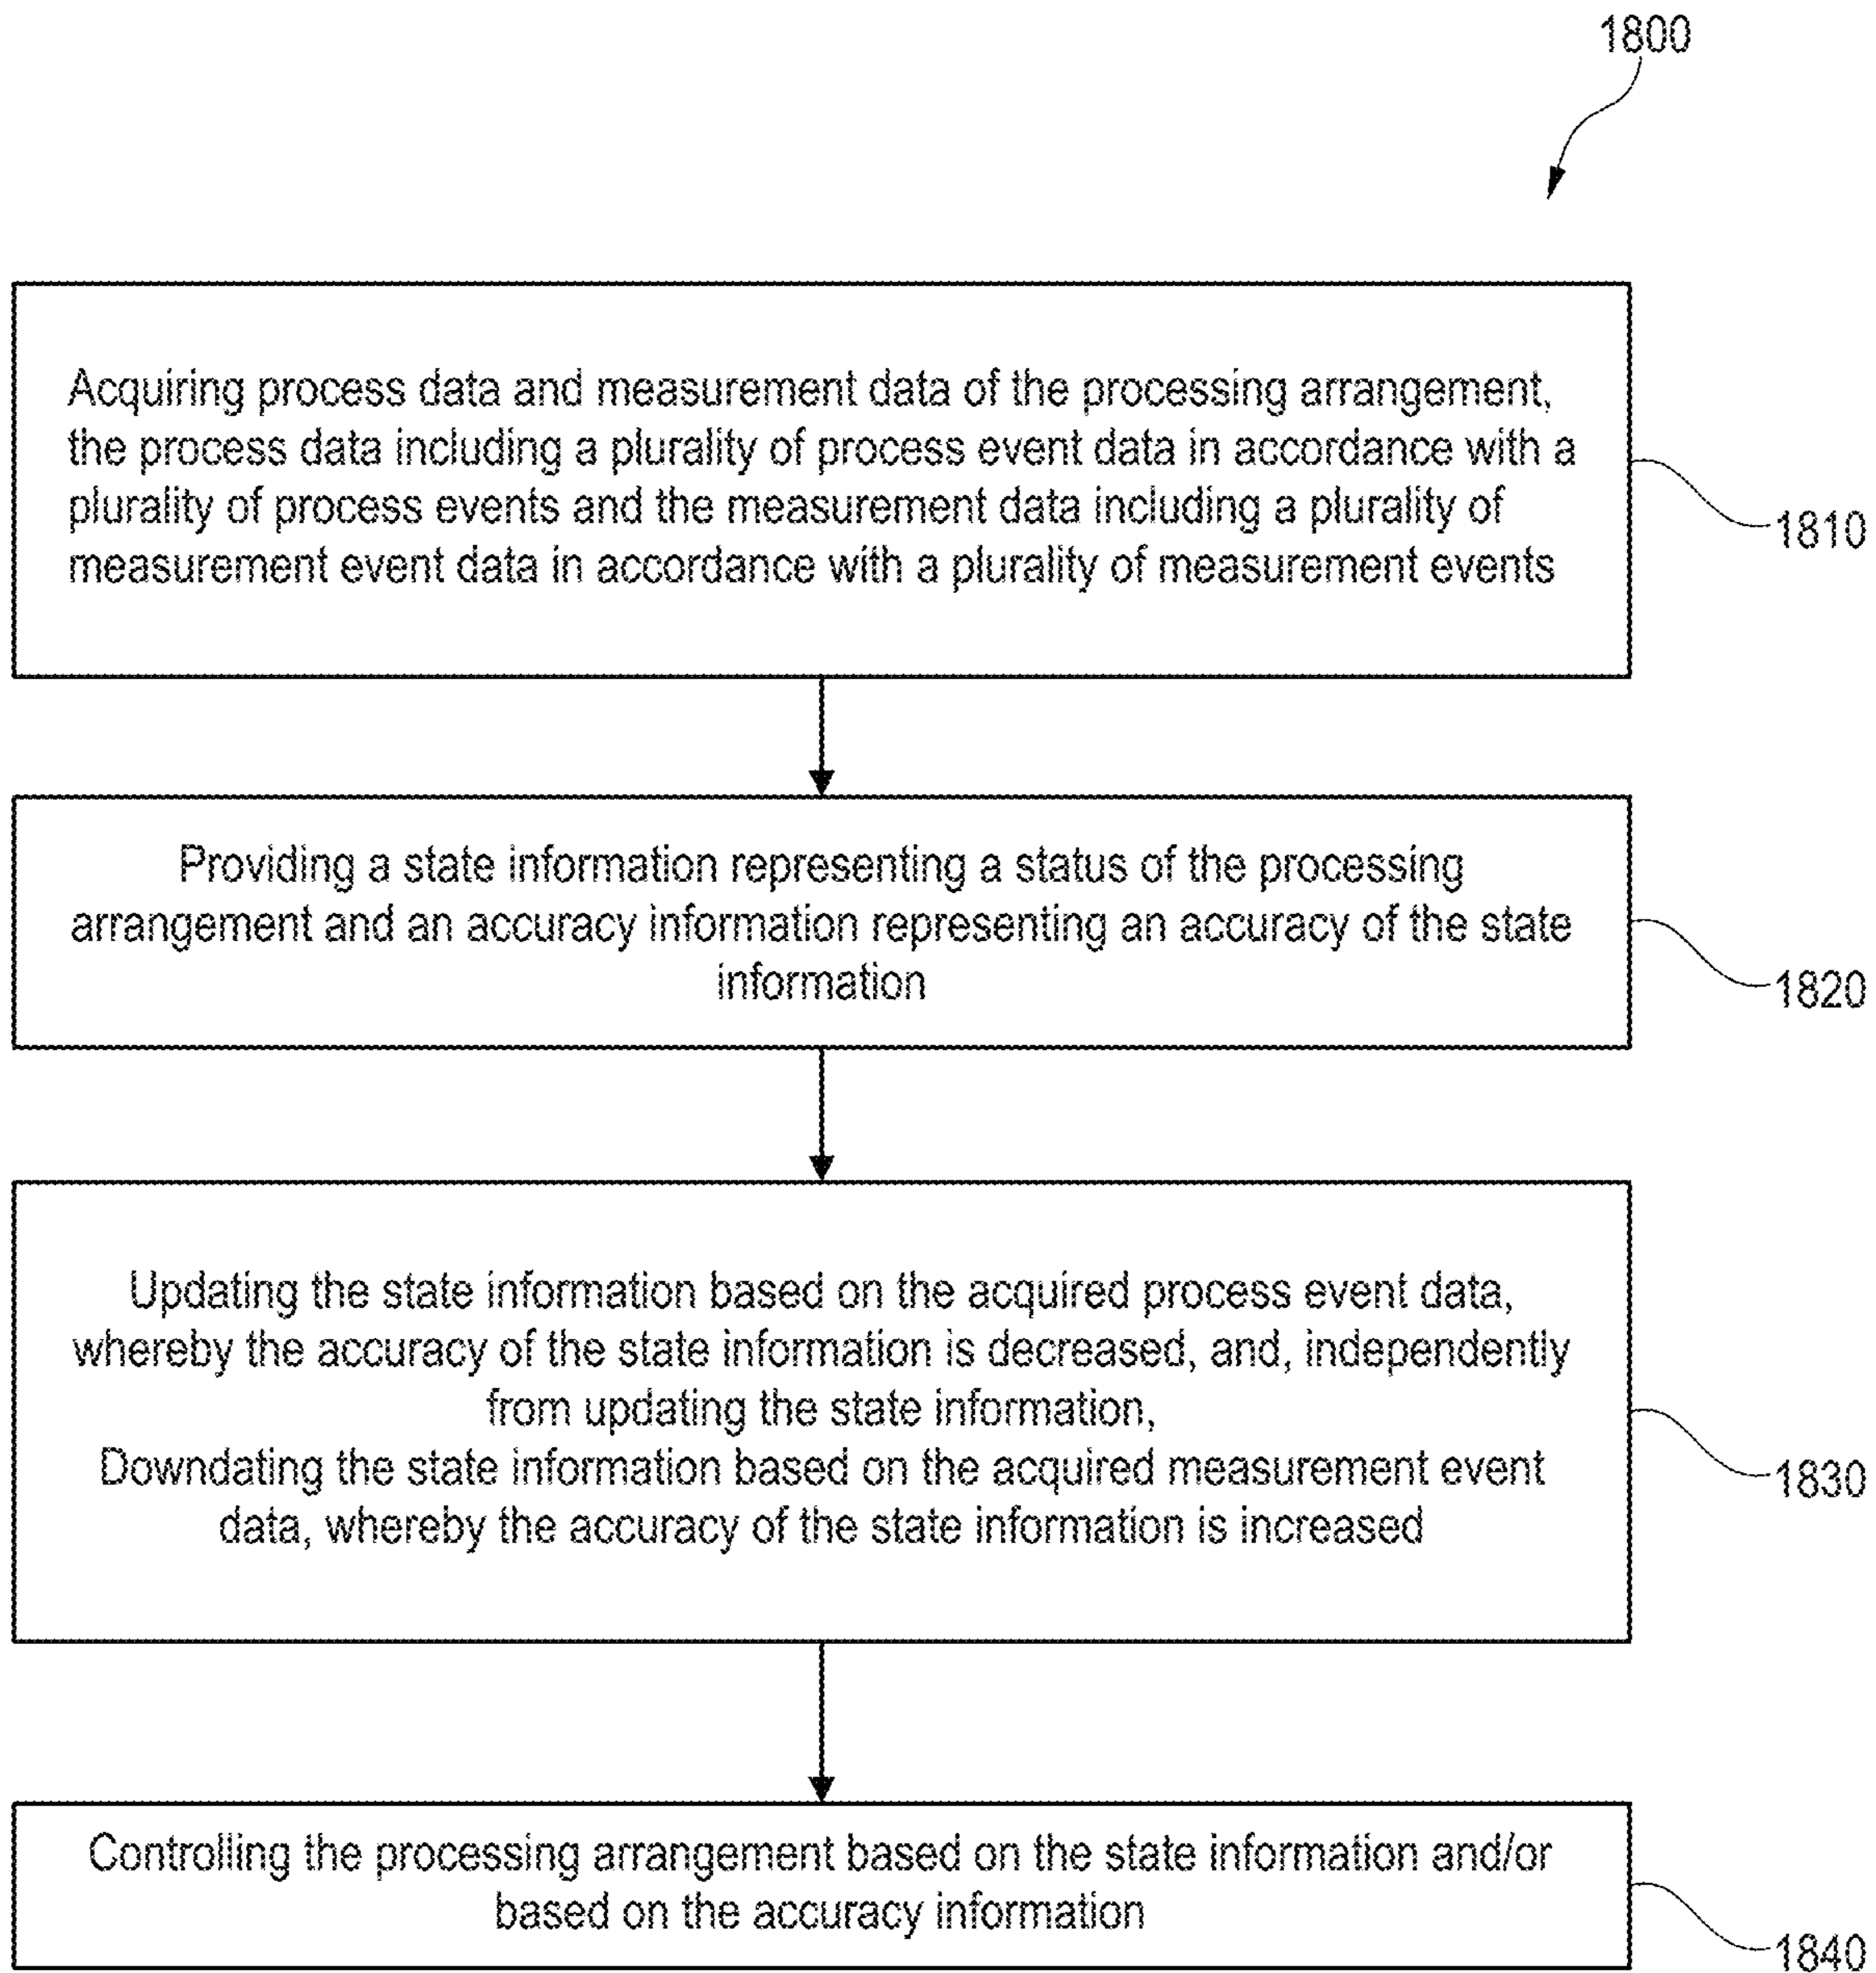 1800
Acquiring process data and measurement data of the processing arrangement,
the process data including a plurality of process event data in accordance with a
plurality of process events and the measurement data including a plurality of
measurement event data in accordance with a plurality of measurement events
1810
Providing a state information representing a status of the processing
arrangement and an accuracy information representing an accuracy of the state
information
1820
Updating the state information based on the acquired process event data,
whereby the accuracy of the state information is decreased, and, independently
from updating the state information,
Downdating the state information based on the acquired measurement event
data, whereby the accuracy of the state information is increased
1830
Controlling the processing arrangement based on the state information and/or
based on the accuracy information
1840